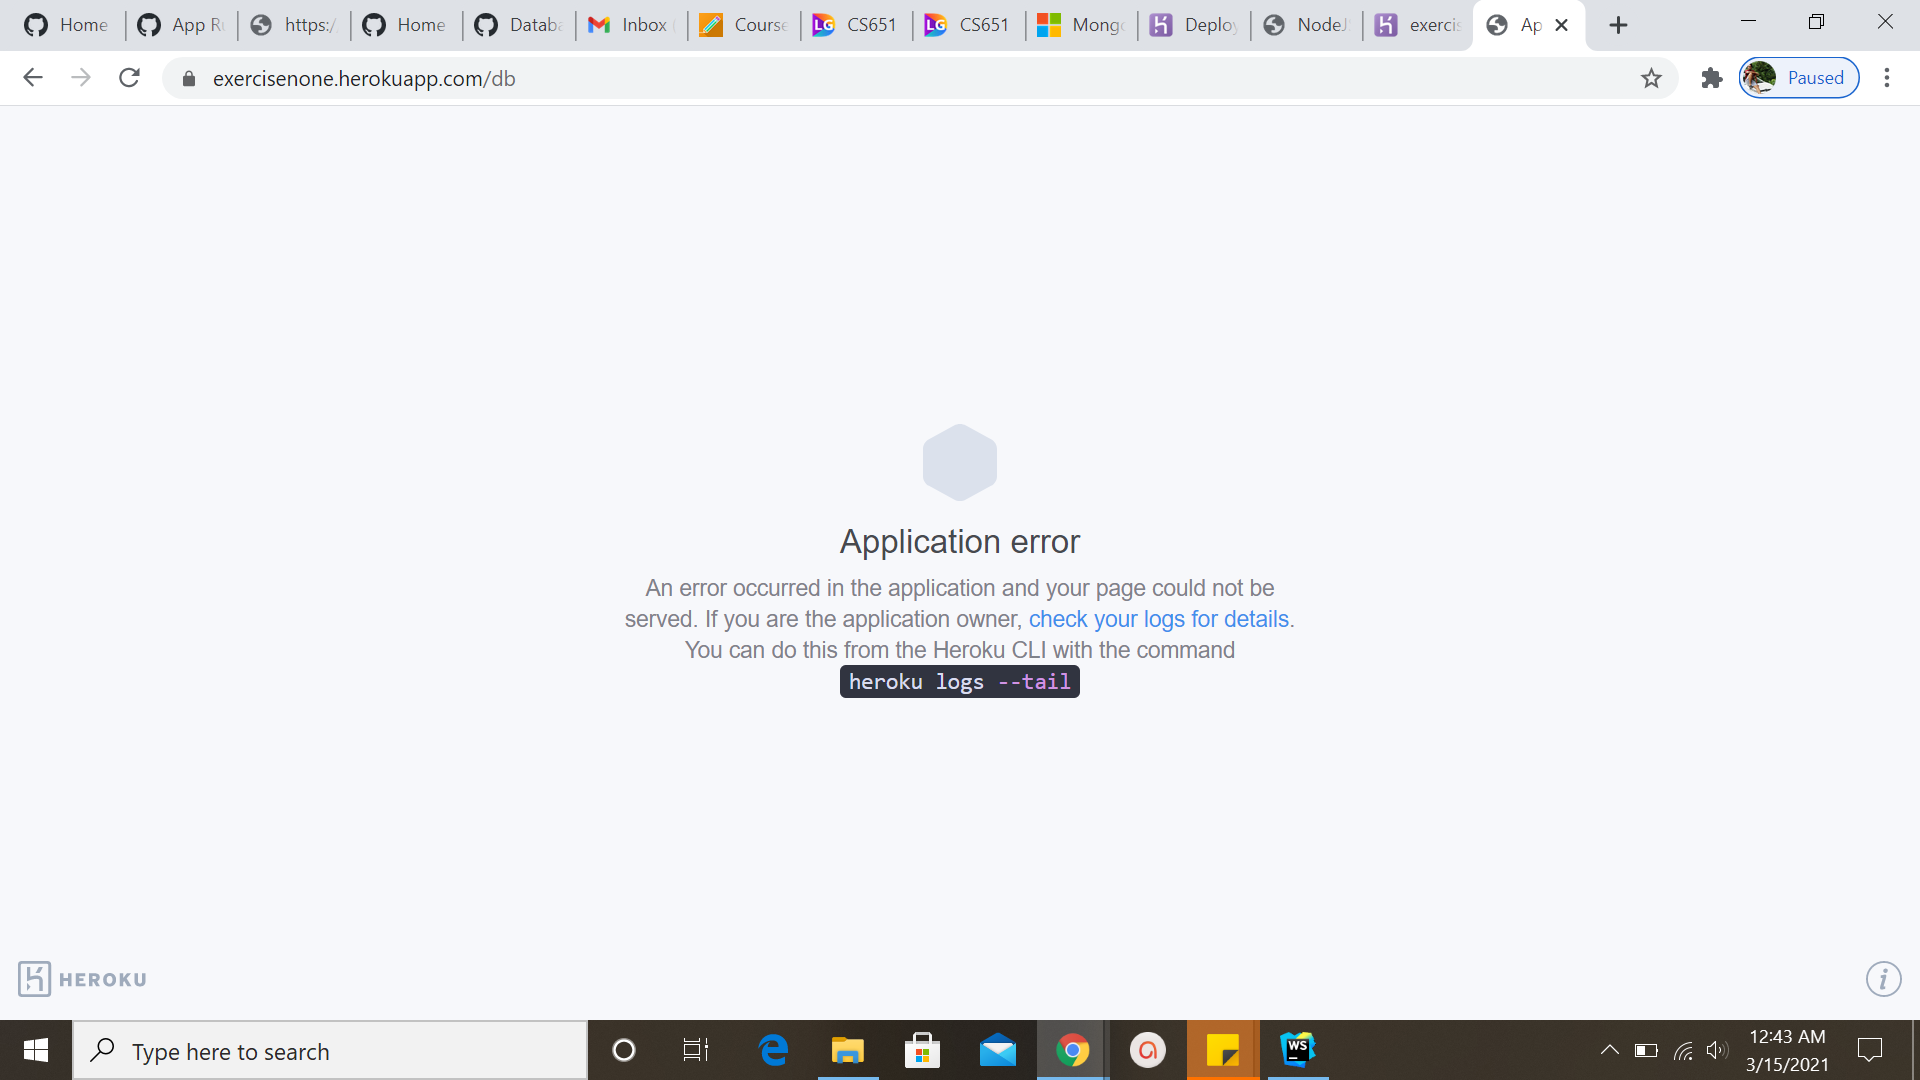 Home
App R
https:/
Home
Databa
Inbox
Course
CS651
CS651
Mongo
Deploy
NodeJ
exercis
Ap
exercisenone.herokuapp.com/db
Paused
Application error
An error occurred in the application and your page could not be
served. If you are the application owner, check your logs for details.
You can do this from the Heroku CLI with the command
heroku logs --tail
HEROKU
i
Type here to search
WS
12:43 AM
3/15/2021